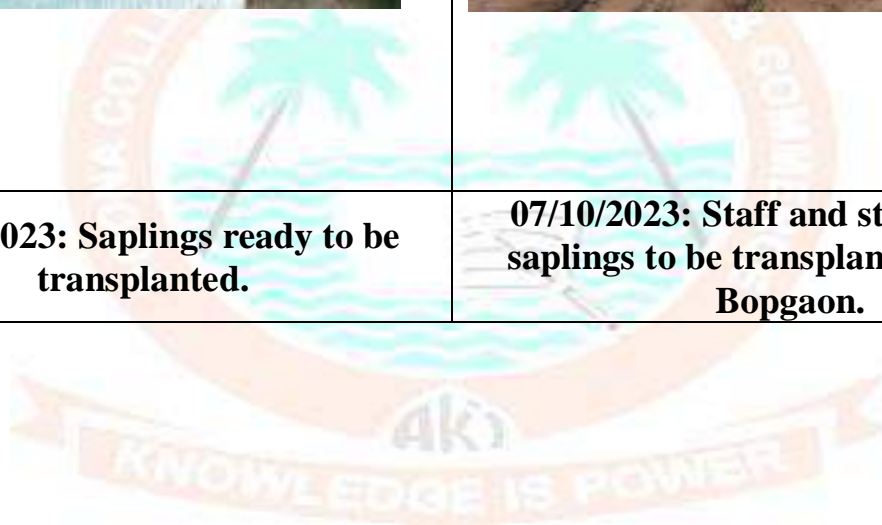 023: Saplings ready to be
transplanted.
07/10/2023: Staff and st
saplings to be transplan
Bopgaon.
AKI
KNOWLEDGE IS POWER